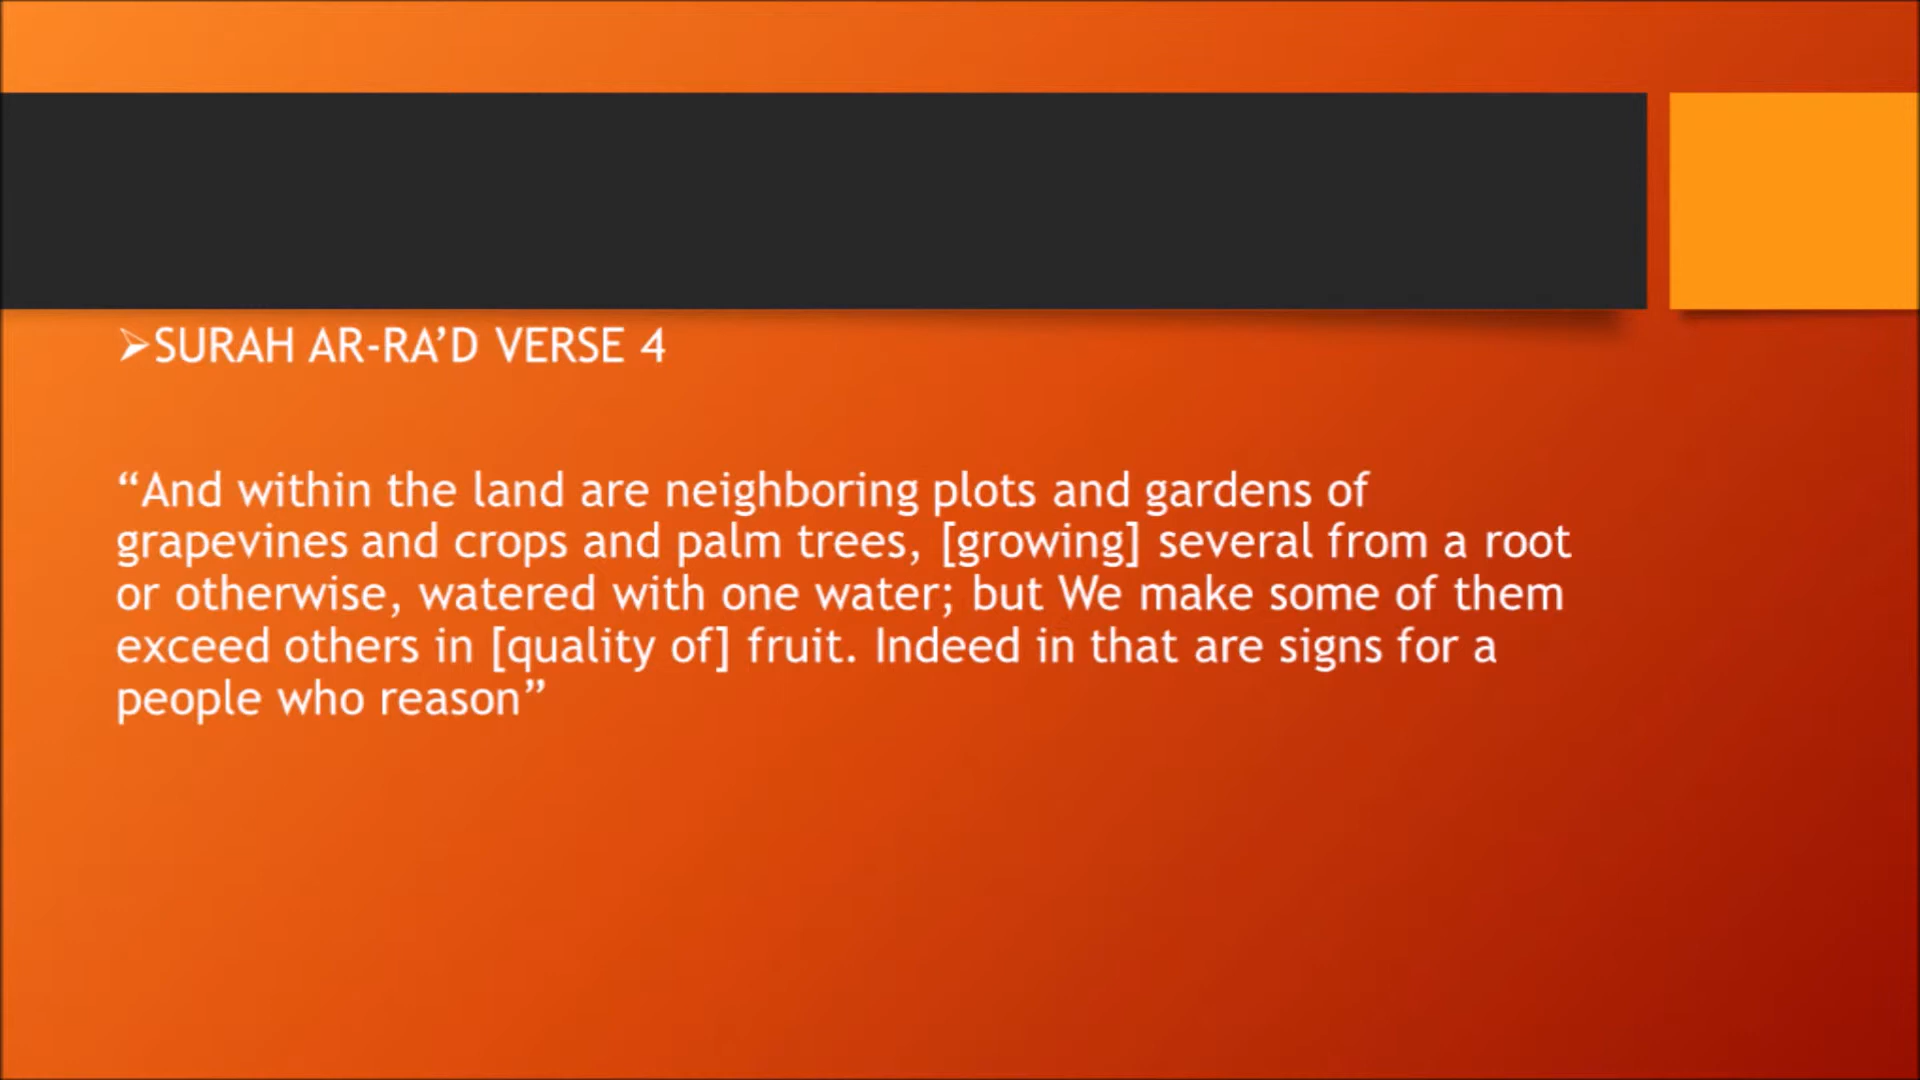 ➢SURAH AR-RA’D VERSE 4
“And within the land are neighboring plots and gardens of
grapevines and crops and palm trees, [growing] several from a root
or otherwise, watered with one water; but We make some of them
exceed others in [quality of] fruit. Indeed in that are signs for a
people who reason”